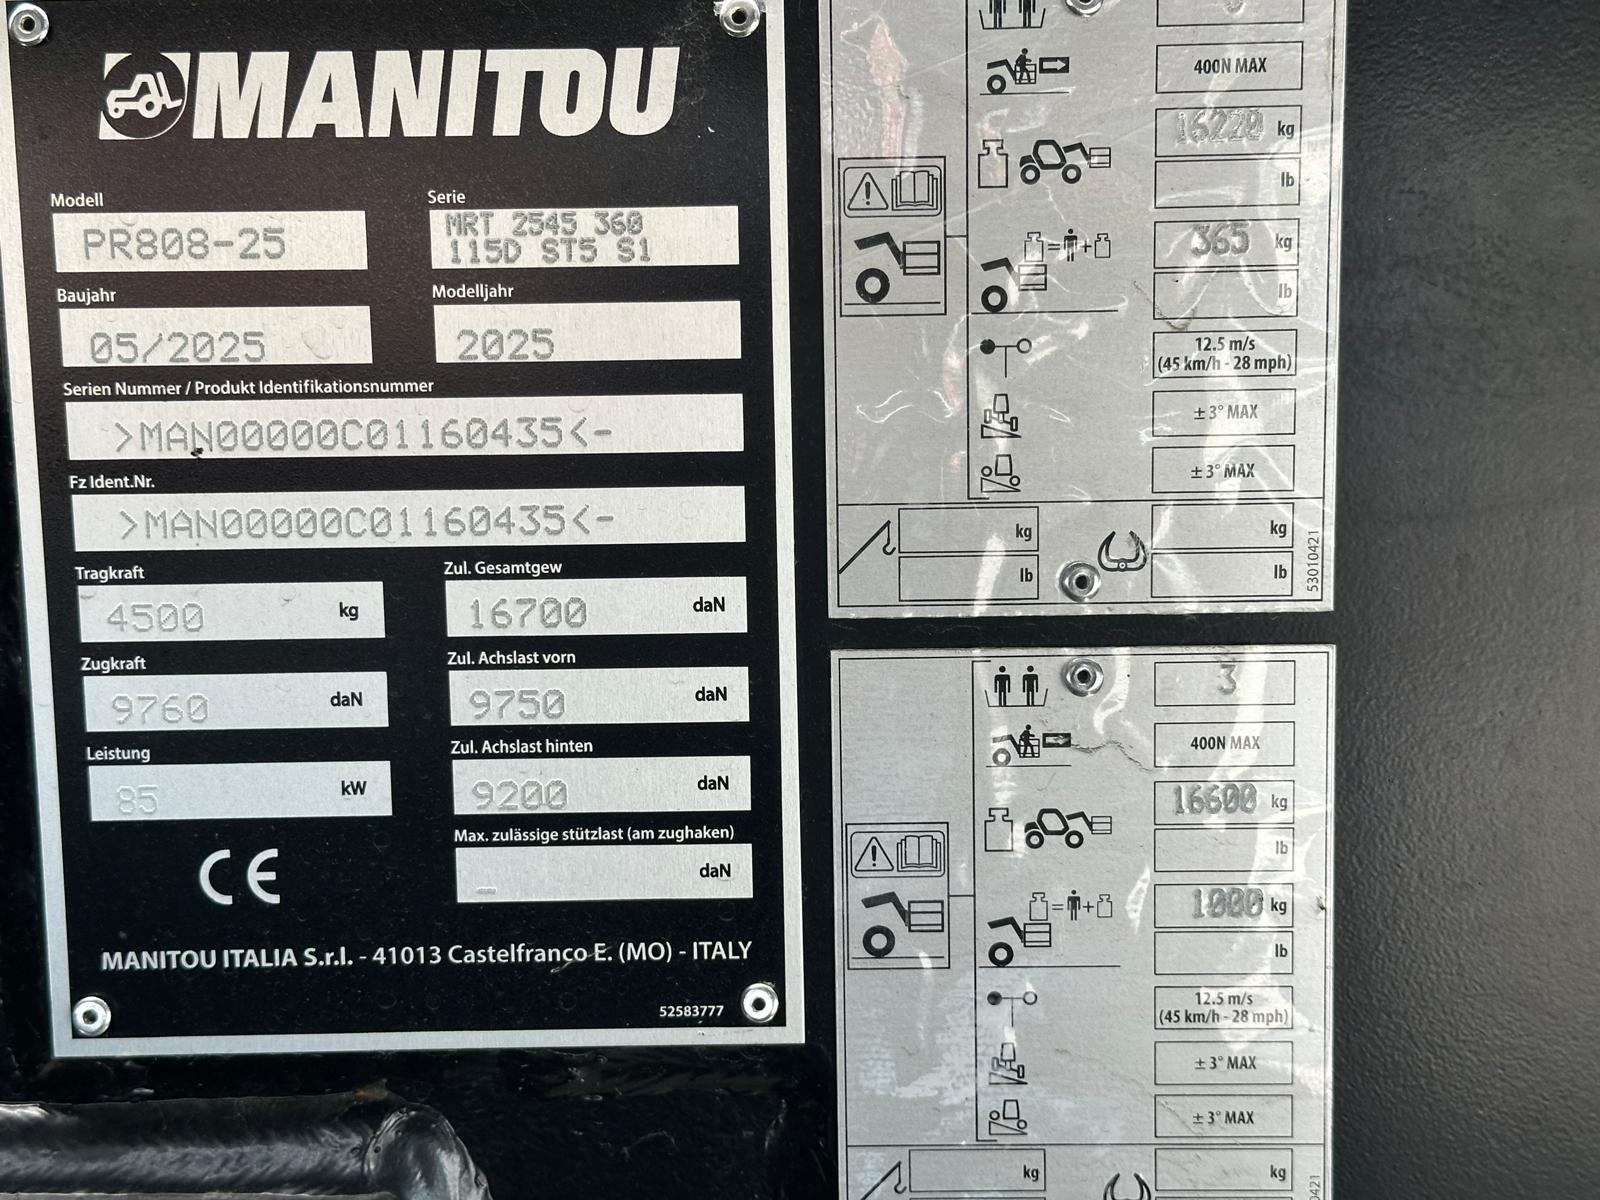 MANITOU
Modell
PR808-25
Serie
MRT 2545 360
115D ST5 S1
Baujahr
05/2025
Modelljahr
2025
Serien Nummer / Produkt Identifikationsnummer
>MAN00000C01160435<-
Fz Ident.Nr.
>MAN00000C01160435<-
Tragkraft
4500 kg
Zul. Gesamtgew
16700 daN
Zugkraft
9760 daN
Zul. Achslast vorn
9750 daN
Leistung
85 kW
Zul. Achslast hinten
9200 daN
Max. zulässige stützlast (am zughaken)
_ daN
CE
MANITOU ITALIA S.r.l. - 41013 Castelfranco E. (MO) - ITALY
52583777
400N MAX
16220 kg
lb
=
+
365 kg
lb
12.5 m/s
(45 km/h - 28 mph)
± 3° MAX
± 3° MAX
kg
lb
kg
lb
53010421
3
400N MAX
16600 kg
lb
=
+
1000 kg
lb
12.5 m/s
(45 km/h - 28 mph)
± 3° MAX
± 3° MAX
kg
kg
0421